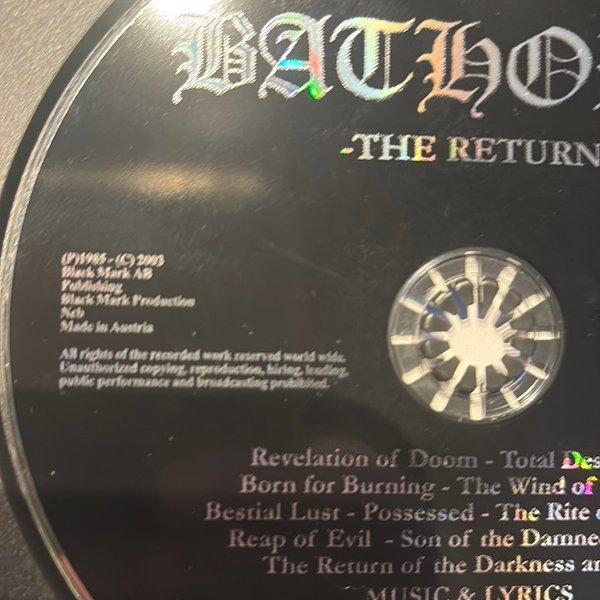 BATHO
-THE RETURN
(P)1985 - (C) 2003
Black Mark AB
Publishing
Black Mark Production
Ncb
Made in Austria
All rights of the recorded work reserved world wide.
Unauthorized copying, reproduction, hiring, lending,
public performance and broadcasting prohibited.
Revelation of Doom - Total Des
Born for Burning - The Wind of
Bestial Lust - Possessed - The Rite
Reap of Evil - Son of the Damne
The Return of the Darkness an
MUSIC & LYRICS